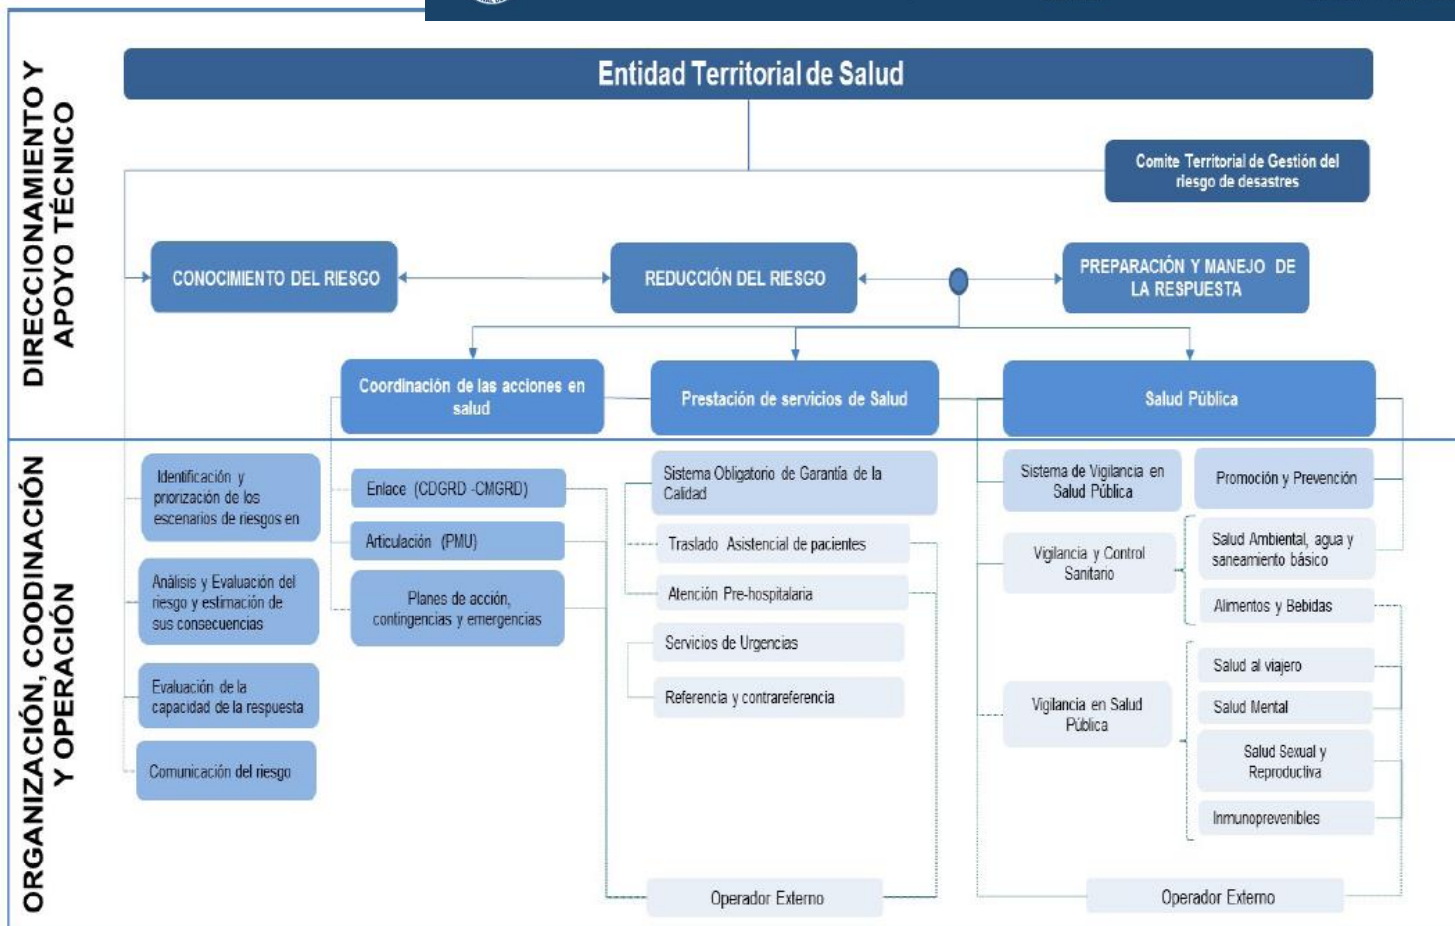 DIRECCIONAMIENTO Y
APOYO TÉCNICO
Entidad Territorial de Salud
Comite Territorial de Gestión del
riesgo de desastres
CONOCIMIENTO DEL RIESGO
REDUCCIÓN DEL RIESGO
PREPARACIÓN Y MANEJO DE
LA RESPUESTA
Coordinación de las acciones en
salud
Prestación de servicios de Salud
Salud Pública
ORGANIZACIÓN, COODINACIÓN
Y OPERACIÓN
Identificación y
priorización de los
escenarios de riesgos en
Análisis y Evaluación del
riesgo y estimación de
sus consecuencias
Evaluación de la
capacidad de la respuesta
Comunicación del riesgo
Enlace (CDGRD -CMGRD)
Articulación (PMU)
Planes de acción,
contingencias y emergencias
Sistema Obligatorio de Garantía de la
Calidad
Traslado Asistencial de pacientes
Atención Pre-hospitalaria
Servicios de Urgencias
Referencia y contrareferencia
Operador Externo
Sistema de Vigilancia en
Salud Pública
Vigilancia y Control
Sanitario
Vigilancia en Salud
Pública
Promoción y Prevención
Salud Ambiental, agua y
saneamiento básico
Alimentos y Bebidas
Salud al viajero
Salud Mental
Salud Sexual y
Reproductiva
Inmunoprevenibles
Operador Externo